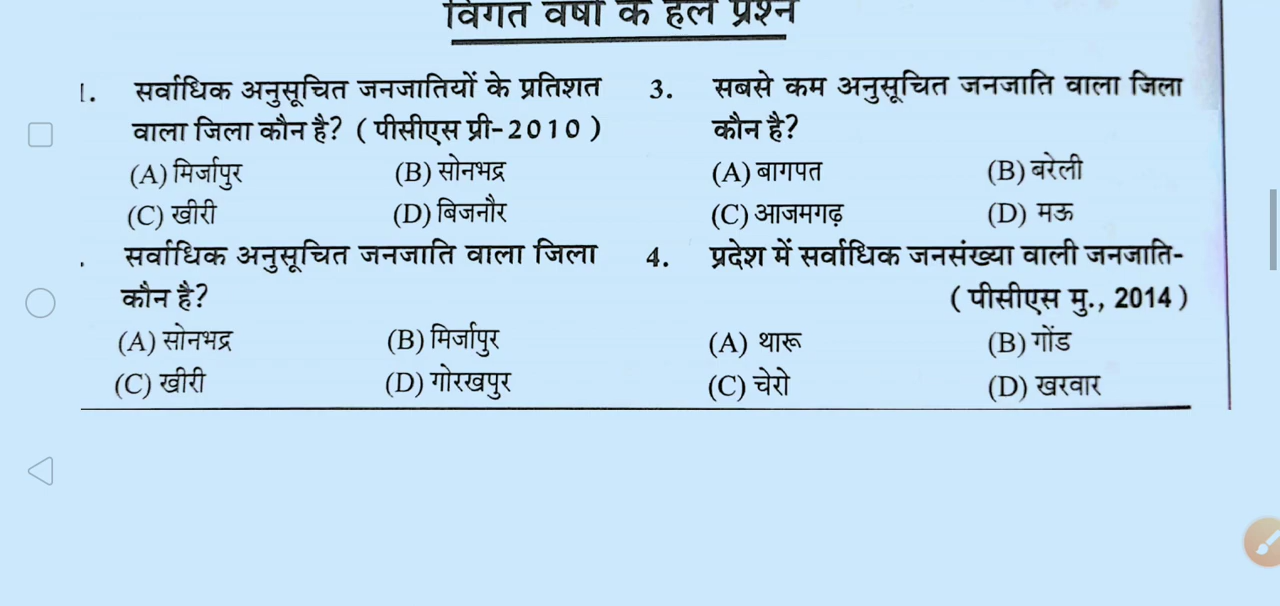 विगत वर्षों के हल प्रश्न
1. सर्वाधिक अनुसूचित जनजातियों के प्रतिशत
वाला जिला कौन है? ( पीसीएस प्री-2010 )
(A) मिर्जापुर (B) सोनभद्र
(C) खीरी (D) बिजनौर
. सर्वाधिक अनुसूचित जनजाति वाला जिला
कौन है?
(A) सोनभद्र (B) मिर्जापुर
(C) खीरी (D) गोरखपुर
3. सबसे कम अनुसूचित जनजाति वाला जिला
कौन है?
(A) बागपत (B) बरेली
(C) आजमगढ़ (D) मऊ
4. प्रदेश में सर्वाधिक जनसंख्या वाली जनजाति-
( पीसीएस मु., 2014 )
(A) थारू (B) गोंड
(C) चेरो (D) खरवार